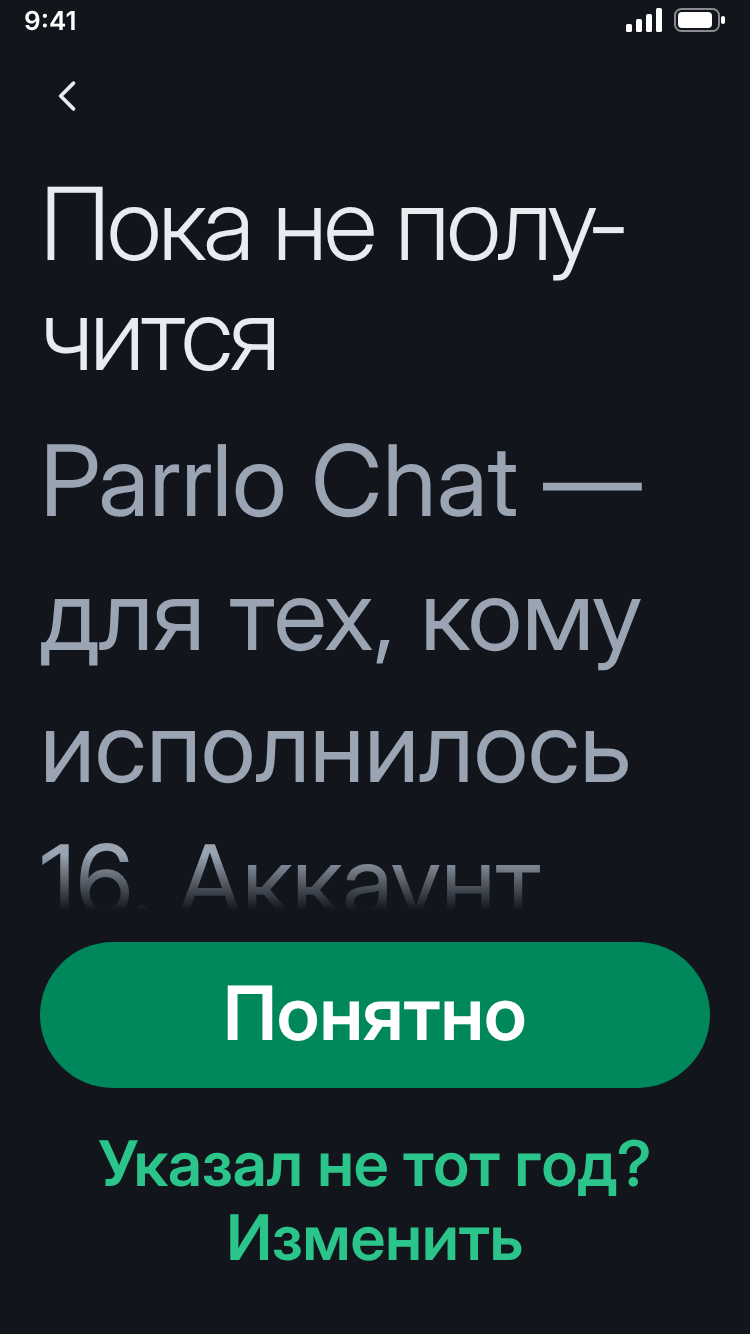 9:41
Пока не полу-
чится
Parrlo Chat —
для тех, кому
исполнилось
16. Аккаунт
Понятно
Указал не тот год?
Изменить